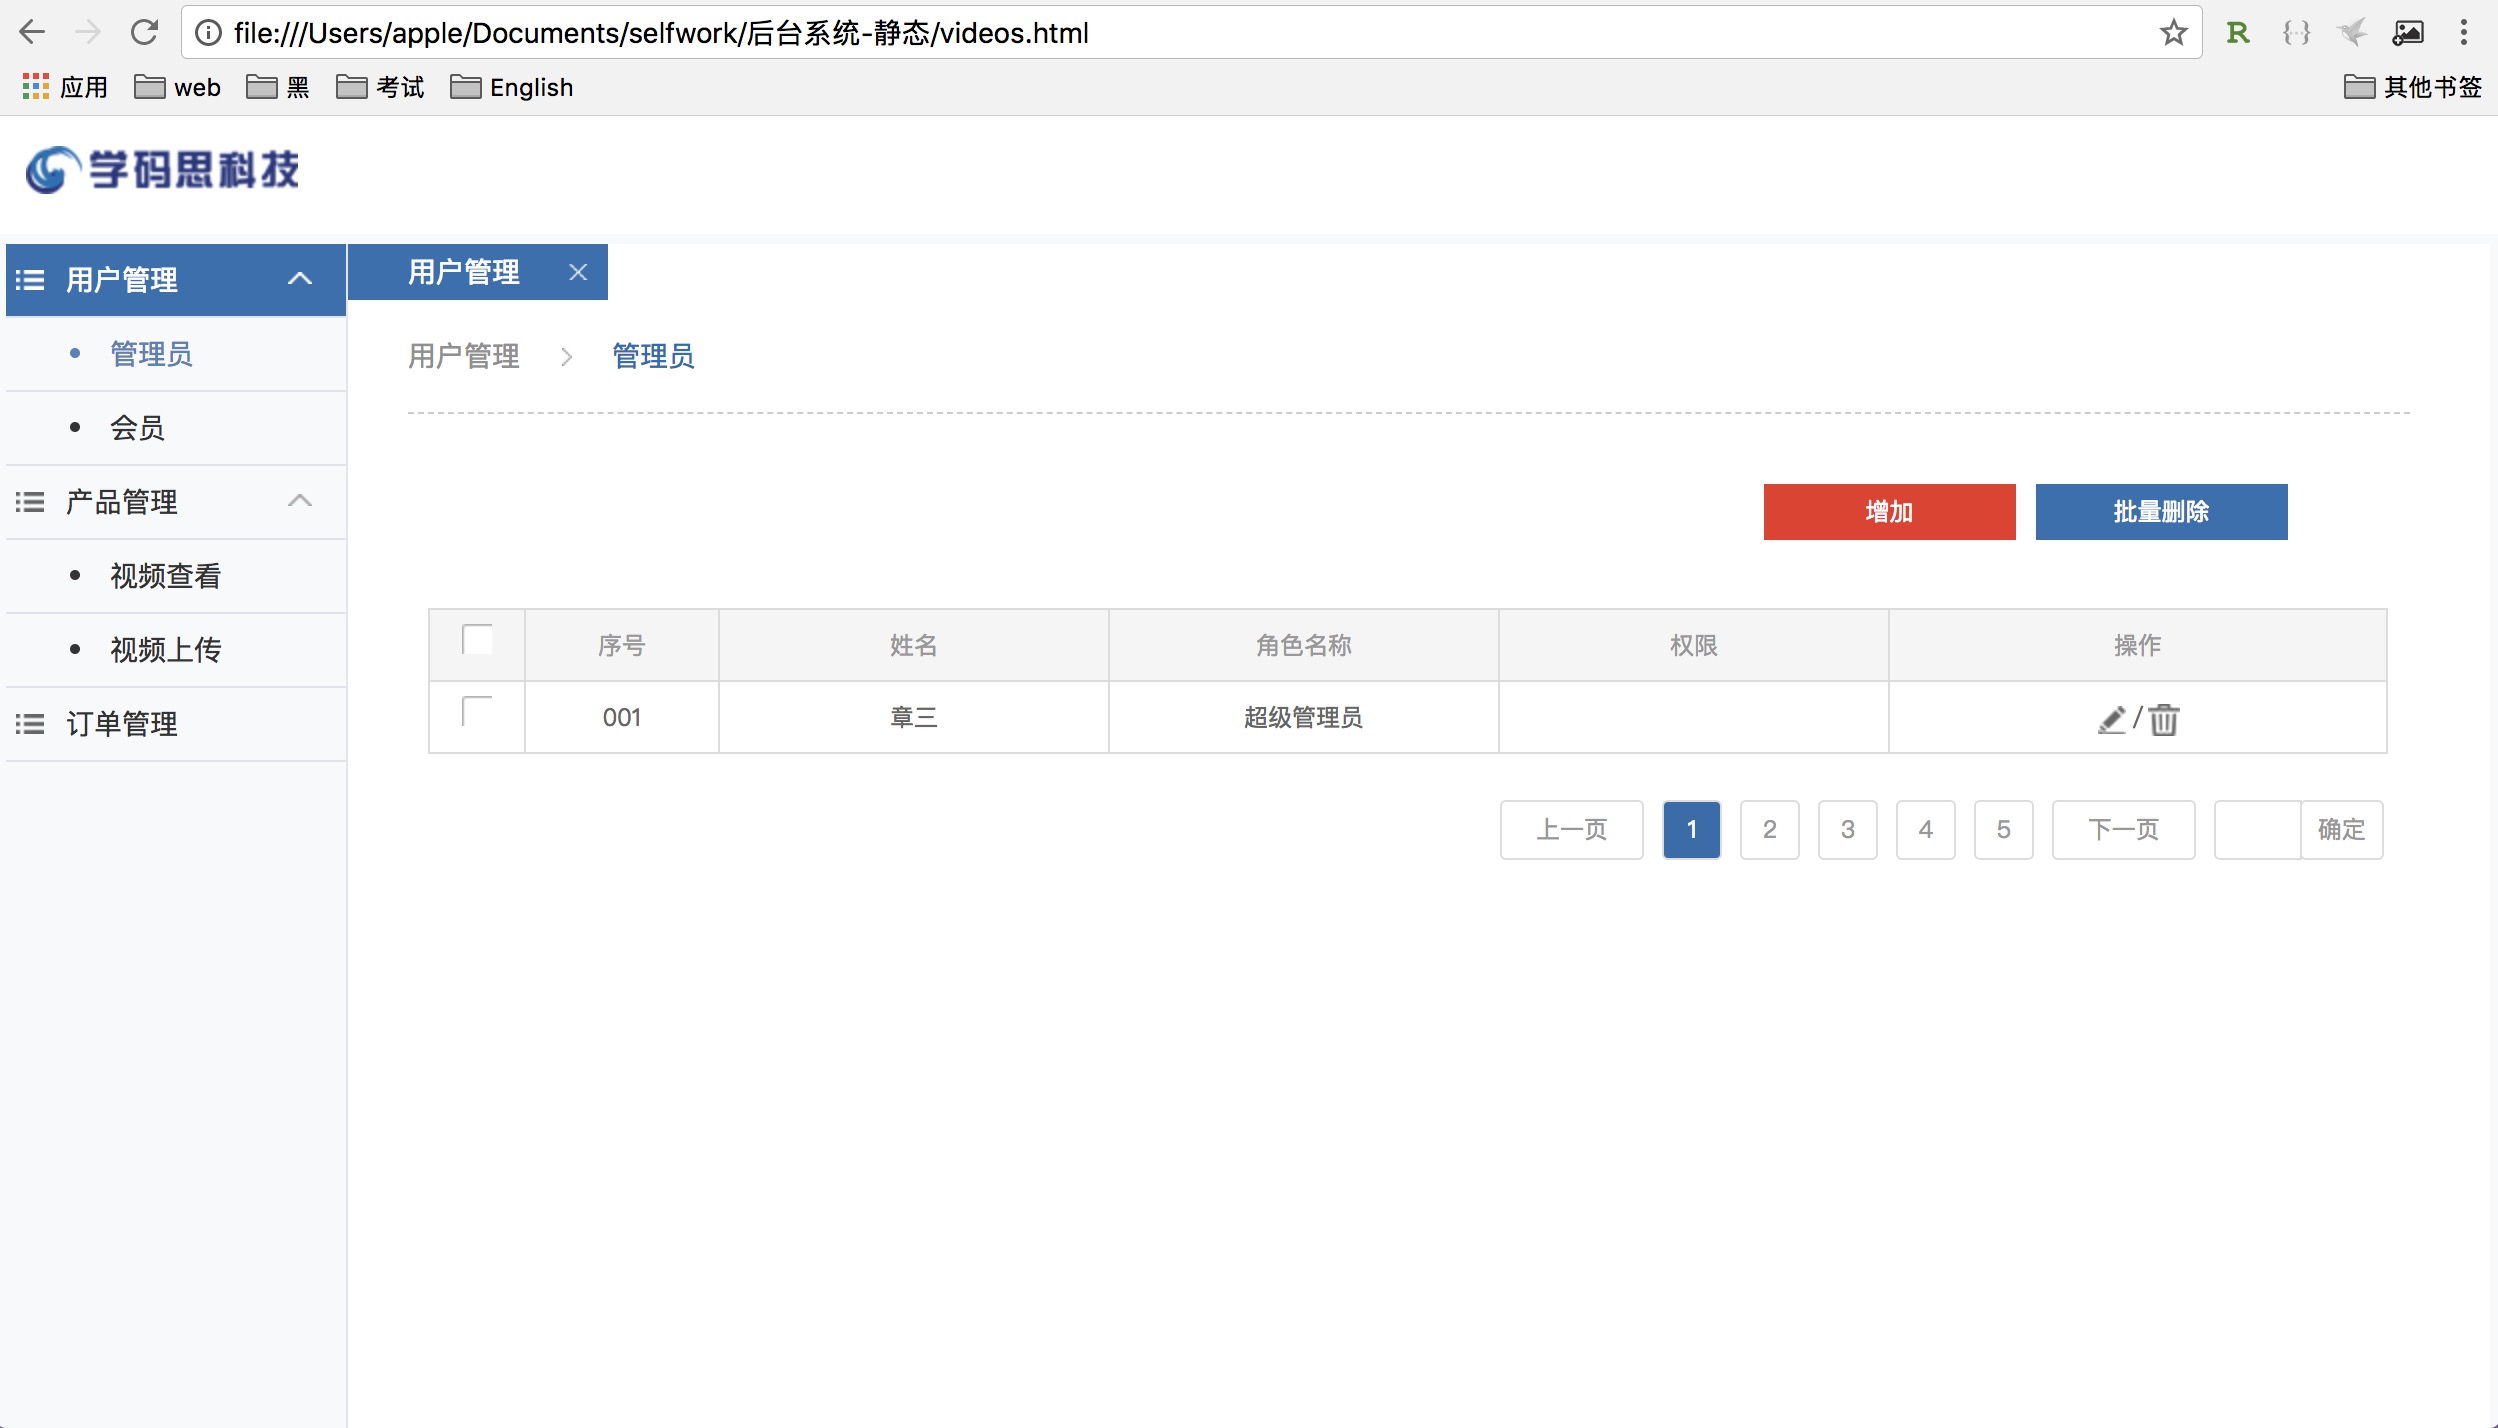 file:///Users/apple/Documents/selfwork/后台系统-静态/videos.html
R
应用 web 黑 考试 English 其他书签
学码思科技
用户管理
管理员
会员
产品管理
视频查看
视频上传
订单管理
用户管理
用户管理 > 管理员
增加 批量删除
序号 姓名 角色名称 权限 操作
001 章三 超级管理员 /
上一页 1 2 3 4 5 下一页 确定